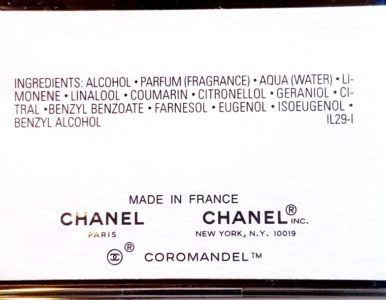 INGREDIENTS: ALCOHOL • PARFUM (FRAGRANCE) • AQUA (WATER) • LI-
MONENE • LINALOOL • COUMARIN • CITRONELLOL • GERANIOL • CI-
TRAL • BENZYL BENZOATE • FARNESOL • EUGENOL • ISOEUGENOL •
BENZYL ALCOHOL IL29-I
MADE IN FRANCE
CHANEL CHANEL® INC.
PARIS NEW YORK, N.Y. 10019
® COROMANDEL™